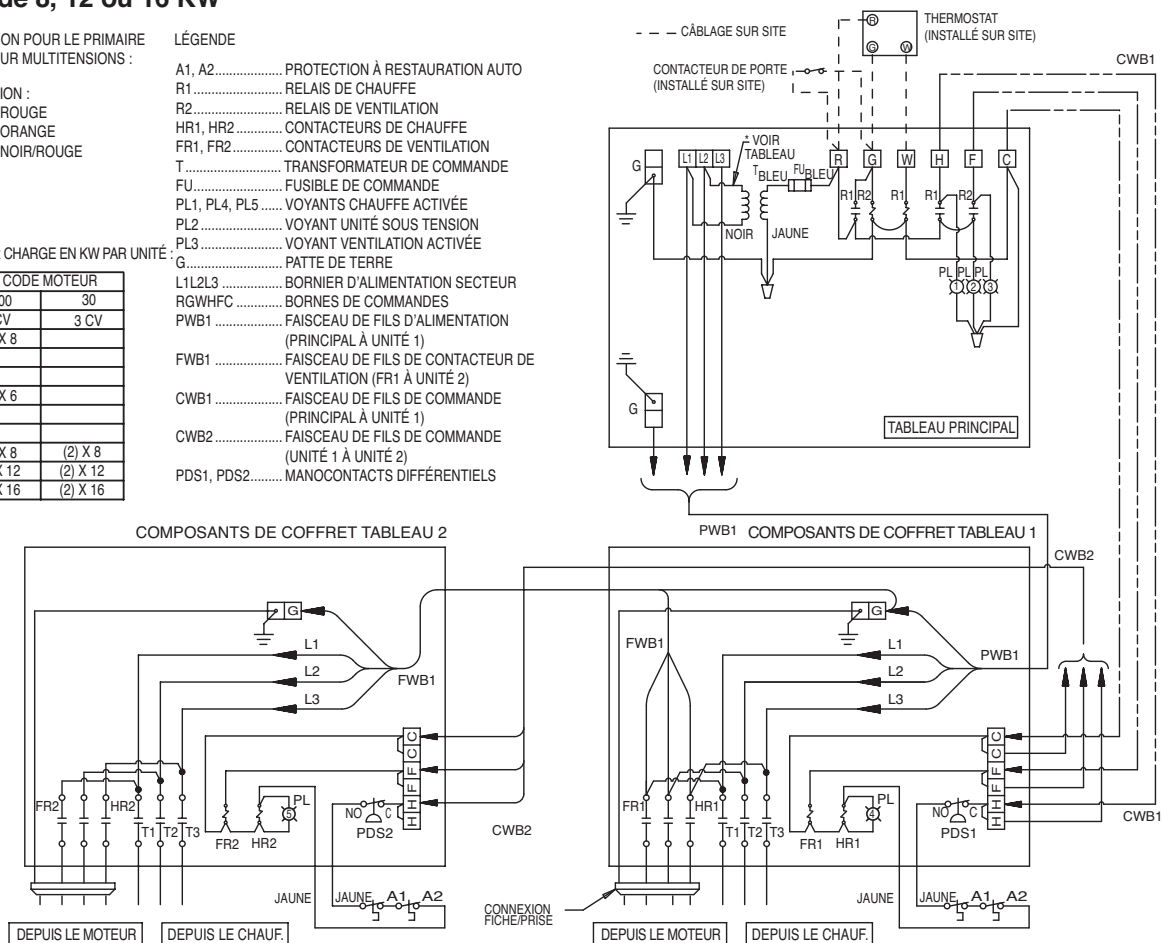 de 8, 12 ou 16 KW
ON POUR LE PRIMAIRE
UR MULTITENSIONS :
ION :
ROUGE
ORANGE
NOIR/ROUGE
LÉGENDE
A1, A2.................. PROTECTION À RESTAURATION AUTO
R1......................... RELAIS DE CHAUFFE
R2......................... RELAIS DE VENTILATION
HR1, HR2 ............. CONTACTEURS DE CHAUFFE
FR1, FR2.............. CONTACTEURS DE VENTILATION
T.......................... TRANSFORMATEUR DE COMMANDE
FU........................ FUSIBLE DE COMMANDE
PL1, PL4, PL5 ...... VOYANTS CHAUFFE ACTIVÉE
PL2....................... VOYANT UNITÉ SOUS TENSION
PL3....................... VOYANT VENTILATION ACTIVÉE
G.......................... PATTE DE TERRE
L1L2L3 ................. BORNIER D'ALIMENTATION SECTEUR
RGWHFC ............. BORNES DE COMMANDES
PWB1 .................. FAISCEAU DE FILS D'ALIMENTATION
(PRINCIPAL À UNITÉ 1)
FWB1 ................... FAISCEAU DE FILS DE CONTACTEUR DE
VENTILATION (FR1 À UNITÉ 2)
CWB1 .................. FAISCEAU DE FILS DE COMMANDE
(PRINCIPAL À UNITÉ 1)
CWB2 .................. FAISCEAU DE FILS DE COMMANDE
(UNITÉ 1 À UNITÉ 2)
PDS1, PDS2......... MANOCONTACTS DIFFÉRENTIELS
CHARGE EN KW PAR UNITÉ :
CODE MOTEUR
00 30
CV 3 CV
X 8
X 6
X 8 (2) X 8
X 12 (2) X 12
X 16 (2) X 16
CÂBLAGE SUR SITE
CONTACTEUR DE PORTE
(INSTALLÉ SUR SITE)
R
G W
THERMOSTAT
(INSTALLÉ SUR SITE)
CWB1
G
L1 L2 L3
* VOIR
TABLEAU
T BLEU FU BLEU
R G W H F C
R1 R2 R1 R1 R2
NOIR JAUNE
PL PL PL
1 2 3
G
TABLEAU PRINCIPAL
PWB1
COMPOSANTS DE COFFRET TABLEAU 2
G
L1
L2
L3
FWB1
C
C
F
F
H
H
FR2 HR2
T1 T2 T3
FR2 HR2
PL
5
NO C
PDS2
CWB2
JAUNE JAUNE A1 A2
DEPUIS LE MOTEUR
DEPUIS LE CHAUF.
COMPOSANTS DE COFFRET TABLEAU 1
CWB2
G
FWB1
L1
L2
L3
PWB1
C
C
F
F
H
H
FR1 HR1
T1 T2 T3
FR1 HR1
PL
4
NO C
PDS1
CWB1
JAUNE JAUNE A1 A2
CONNEXION
FICHE/PRISE
DEPUIS LE MOTEUR
DEPUIS LE CHAUF.